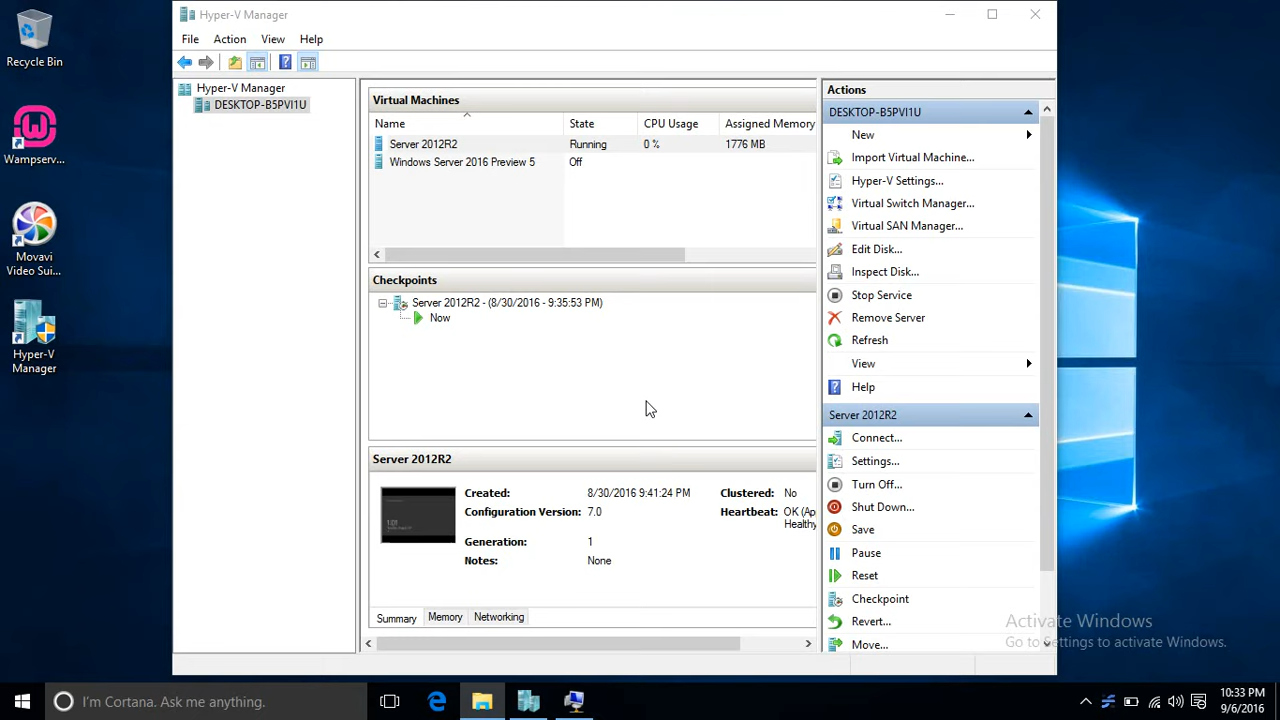 Recycle Bin
Wampserv...
Movavi
Video Sui...
Hyper-V
Manager
Hyper-V Manager
File Action View Help
Hyper-V Manager
DESKTOP-B5PVI1U
Virtual Machines
Name State CPU Usage Assigned Memory
Server 2012R2 Running 0 % 1776 MB
Windows Server 2016 Preview 5 Off
Checkpoints
Server 2012R2 - (8/30/2016 - 9:35:53 PM)
Now
Server 2012R2
Created: 8/30/2016 9:41:24 PM Clustered: No
Configuration Version: 7.0 Heartbeat: OK (Ap
Healthy
Generation: 1
Notes: None
Summary Memory Networking
Actions
DESKTOP-B5PVI1U
New
Import Virtual Machine...
Hyper-V Settings...
Virtual Switch Manager...
Virtual SAN Manager...
Edit Disk...
Inspect Disk...
Stop Service
Remove Server
Refresh
View
Help
Server 2012R2
Connect...
Settings...
Turn Off...
Shut Down...
Save
Pause
Reset
Checkpoint
Revert...
Move...
Activate Windows
Go to Settings to activate Windows.
I'm Cortana. Ask me anything.
10:33 PM
9/6/2016